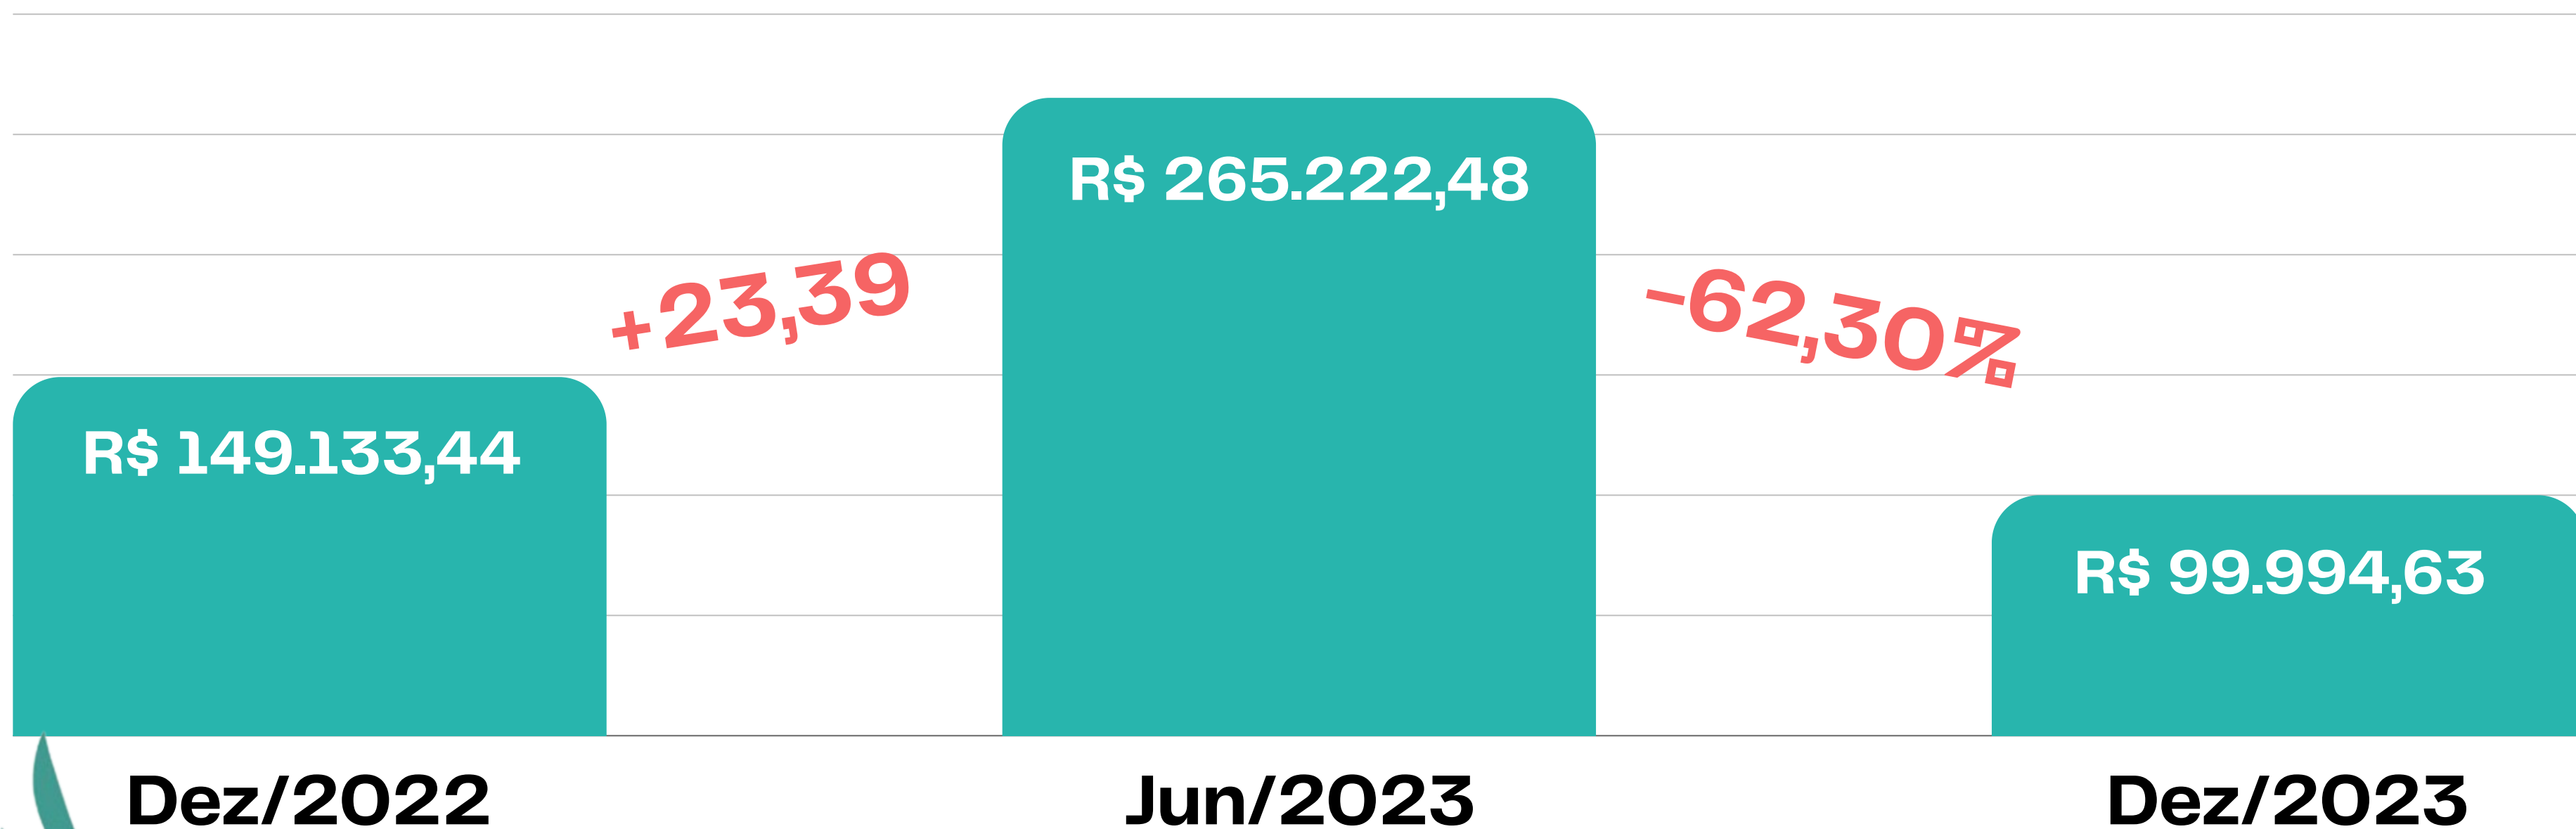 R$ 265.222,48
+23,39
-62,30%
R$ 149.133,44
R$ 99.994,63
Dez/2022
Jun/2023
Dez/2023